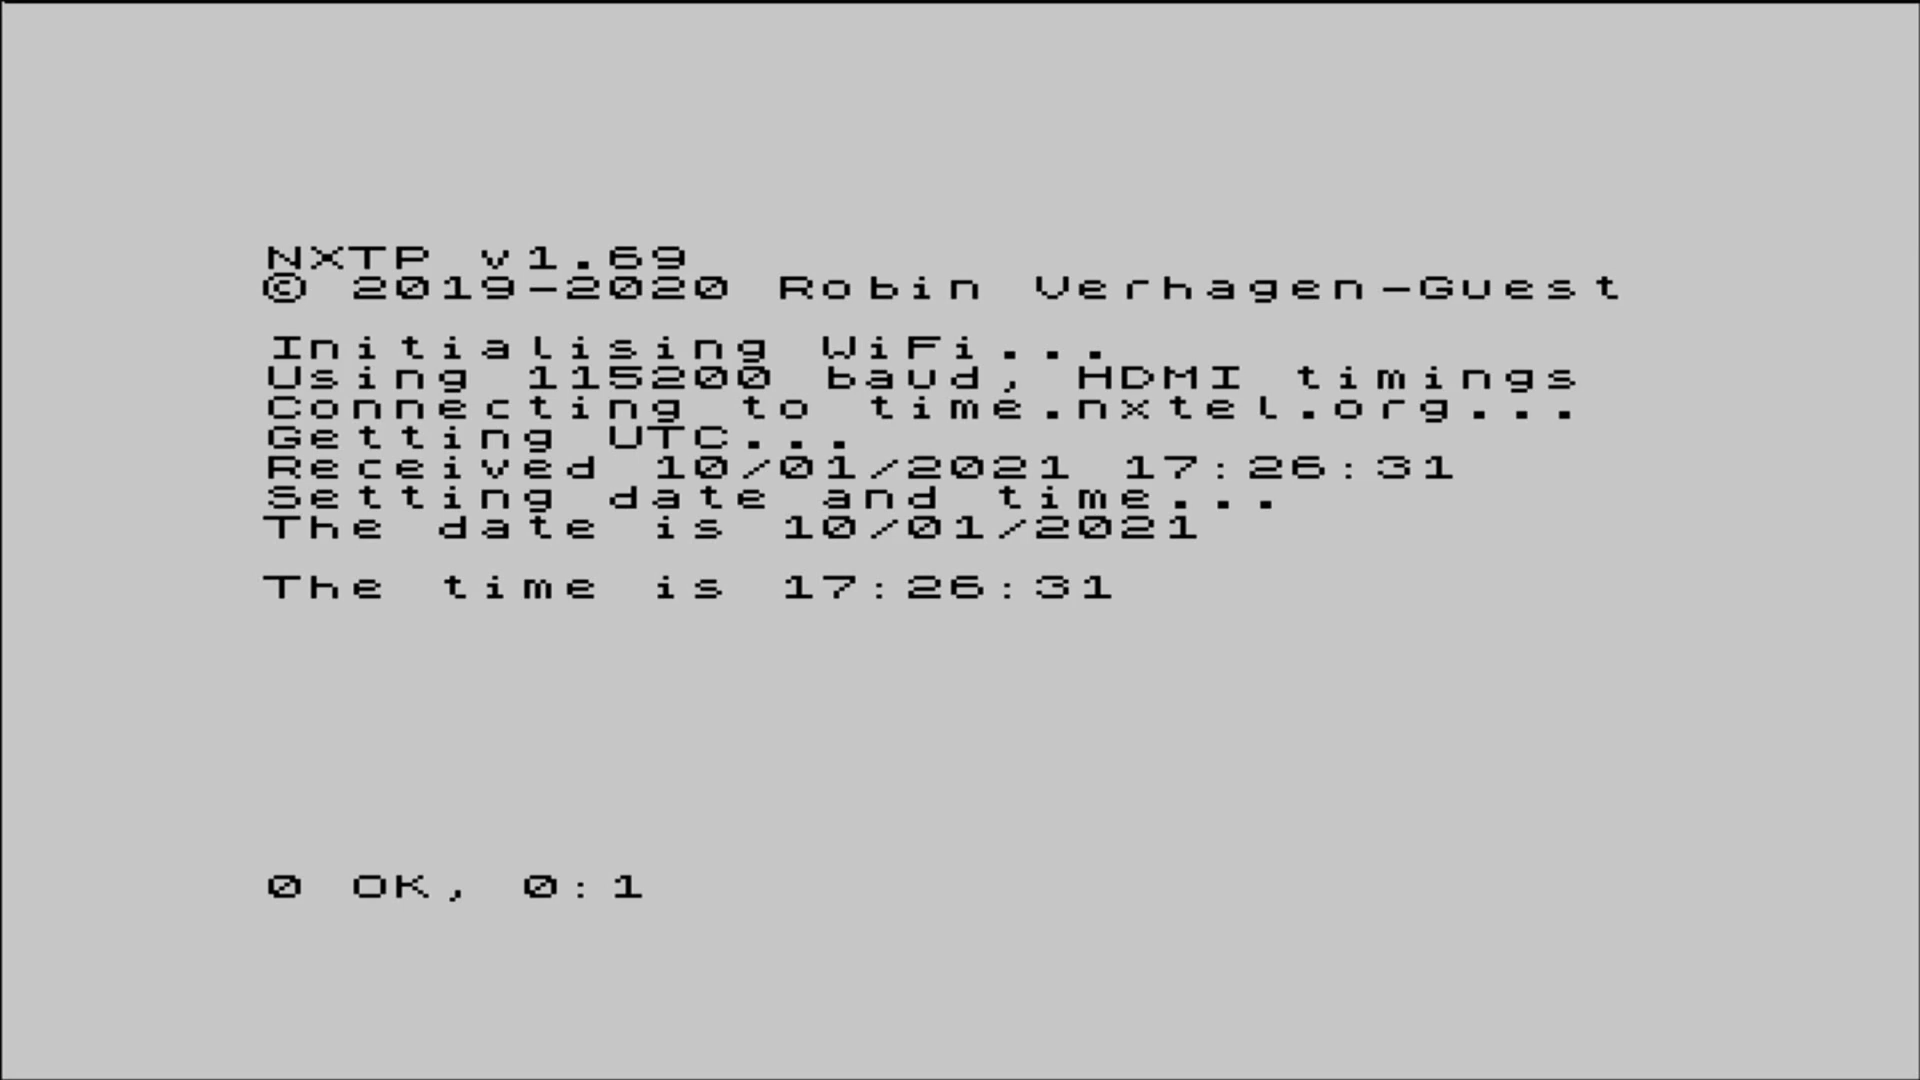 NXTP v1.69
© 2019-2020 Robin Verhagen-Guest
Initialising WiFi...
Using 115200 baud, HDMI timings
Connecting to time.nxtel.org...
Getting UTC...
Received 10/01/2021 17:26:31
Setting date and time...
The date is 10/01/2021
The time is 17:26:31
0 OK, 0:1